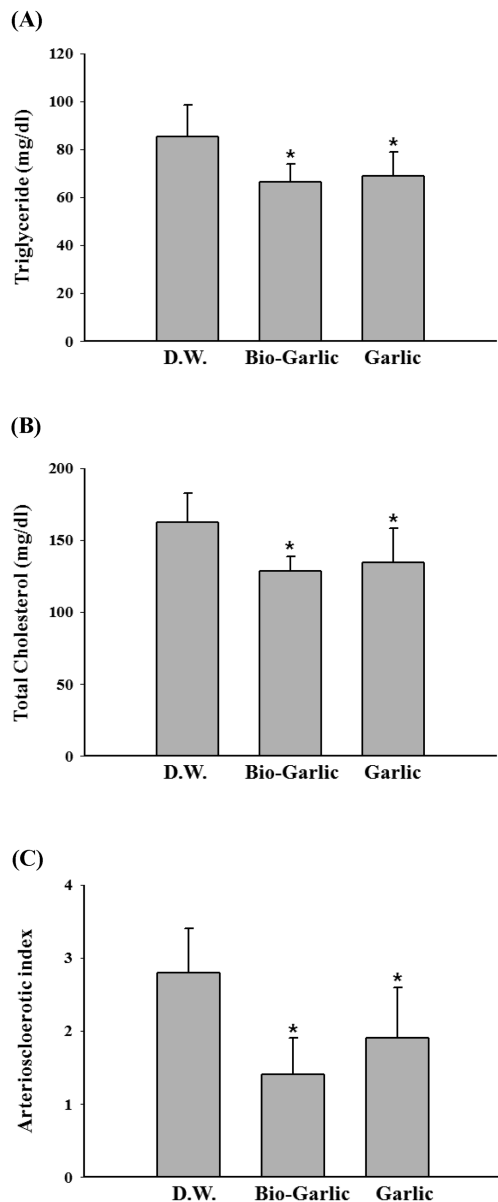 (A)
Triglyceride (mg/dl)
120
100
80
60
40
20
0
*
*
D.W.
Bio-Garlic
Garlic
(B)
Total Cholesterol (mg/dl)
200
150
100
50
0
*
*
D.W.
Bio-Garlic
Garlic
(C)
Arterioscloerotic index
4
3
2
1
0
*
*
D.W.
Bio-Garlic
Garlic